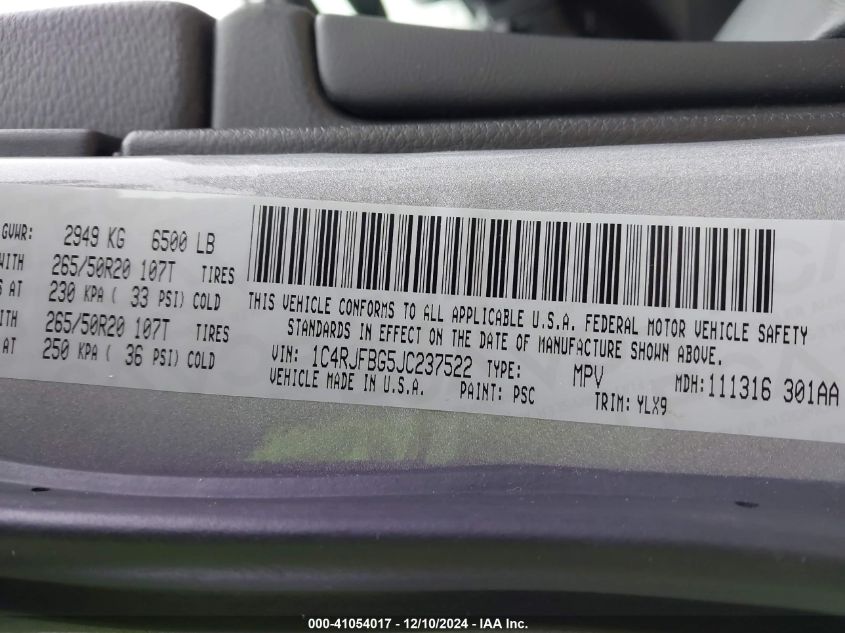 GVWR: 2949 KG 6500 LB
WITH 265/50R20 107T TIRES
AT 230 KPA ( 33 PSI) COLD
WITH 265/50R20 107T TIRES
AT 250 KPA ( 36 PSI) COLD
THIS VEHICLE CONFORMS TO ALL APPLICABLE U.S.A. FEDERAL MOTOR VEHICLE SAFETY
STANDARDS IN EFFECT ON THE DATE OF MANUFACTURE SHOWN ABOVE.
VIN: 1C4RJFBG5JC237522 TYPE: MPV MDH:111316 301AA
VEHICLE MADE IN U.S.A. PAINT: PSC TRIM: YLX9
000-41054017 - 12/10/2024 - IAA Inc.